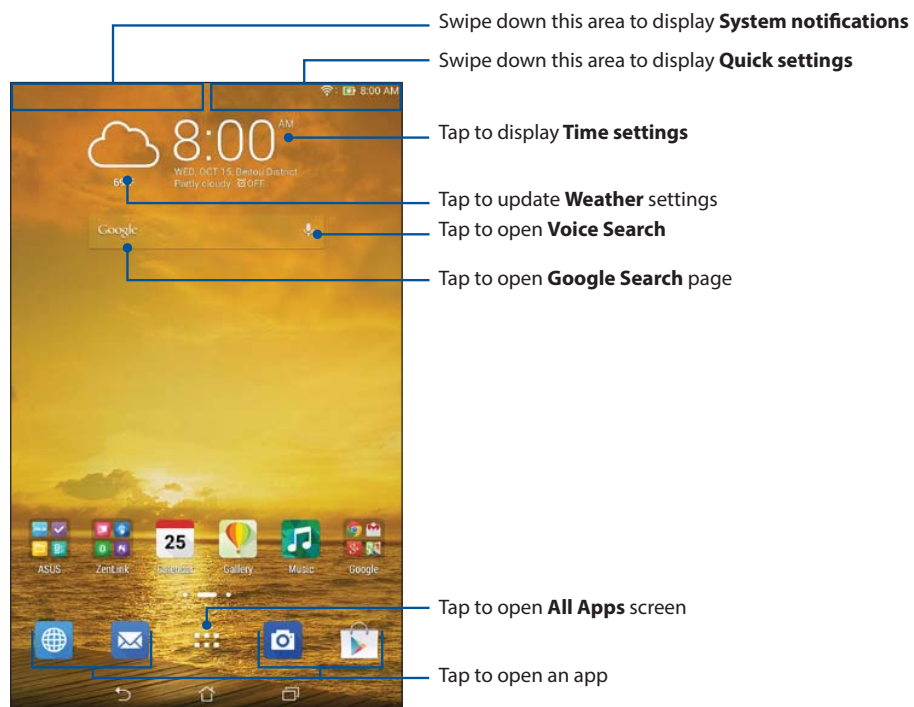 Swipe down this area to display System notifications
Swipe down this area to display Quick settings
8:00 AM
8:00 AM
Tap to display Time settings
WED, OCT 15, Beitou District
Partly cloudy OFF
Tap to update Weather settings
Google
Tap to open Voice Search
Tap to open Google Search page
25
ASUS
ZenLink
Calendar
Gallery
Music
Google
Tap to open All Apps screen
Tap to open an app